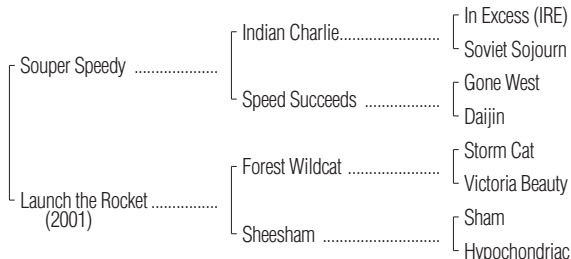 In Excess (IRE)
Indian Charlie....................
Soviet Sojourn
Souper Speedy ..................
Gone West
Speed Succeeds ................
Daijin
Storm Cat
Forest Wildcat ...................
Victoria Beauty
Launch the Rocket ..............
(2001)
Sham
Sheesham ........................
Hypochondriac